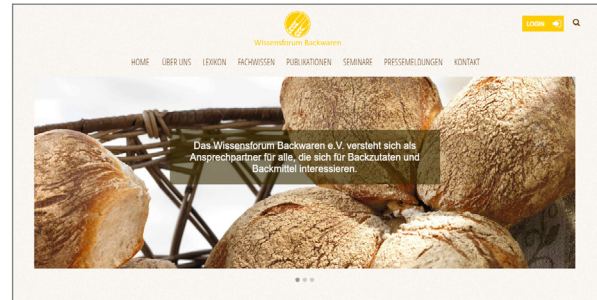 Wissensforum Backwaren
LOGIN
HOME ÜBER UNS LEXIKON FACHWISSEN PUBLIKATIONEN SEMINARE PRESSEMELDUNGEN KONTAKT
Das Wissensforum Backwaren e.V. versteht sich als
Ansprechpartner für alle, die sich für Backzutaten und
Backmittel interessieren.